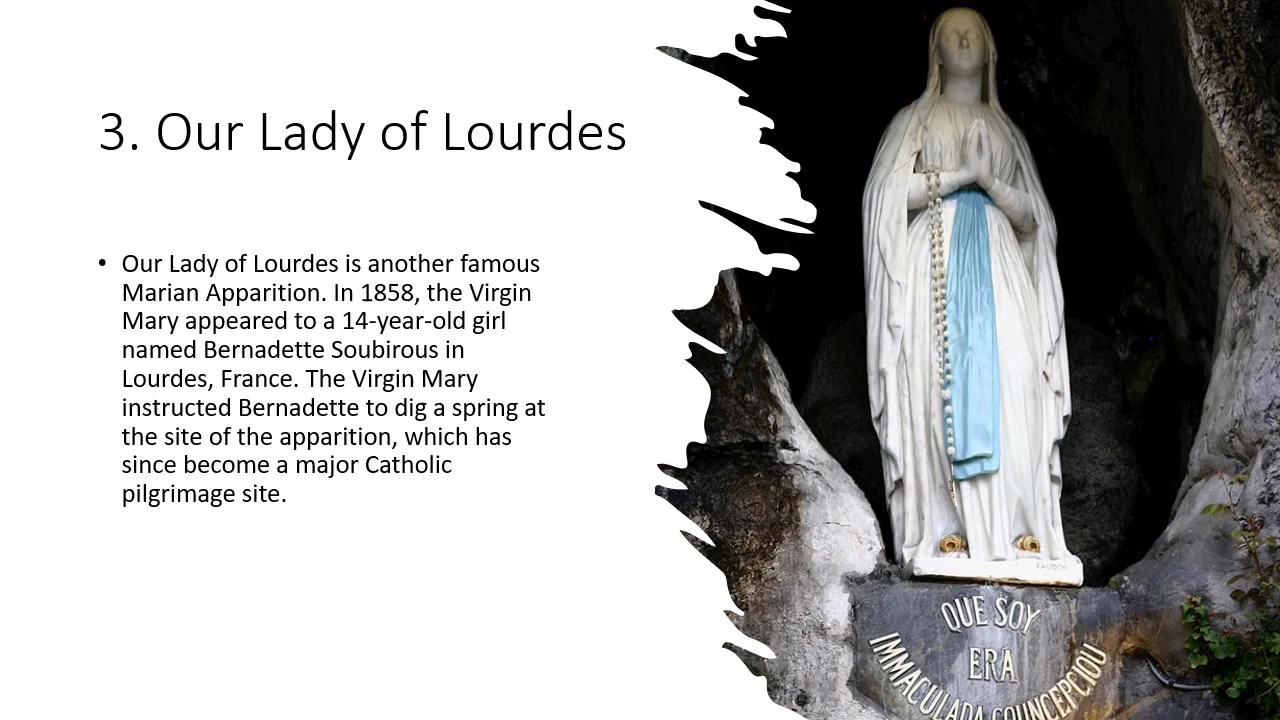 3. Our Lady of Lourdes
• Our Lady of Lourdes is another famous
Marian Apparition. In 1858, the Virgin
Mary appeared to a 14-year-old girl
named Bernadette Soubirous in
Lourdes, France. The Virgin Mary
instructed Bernadette to dig a spring at
the site of the apparition, which has
since become a major Catholic
pilgrimage site.
QUE SOY
ERA
IMMACULADA COUNCEPCIOU